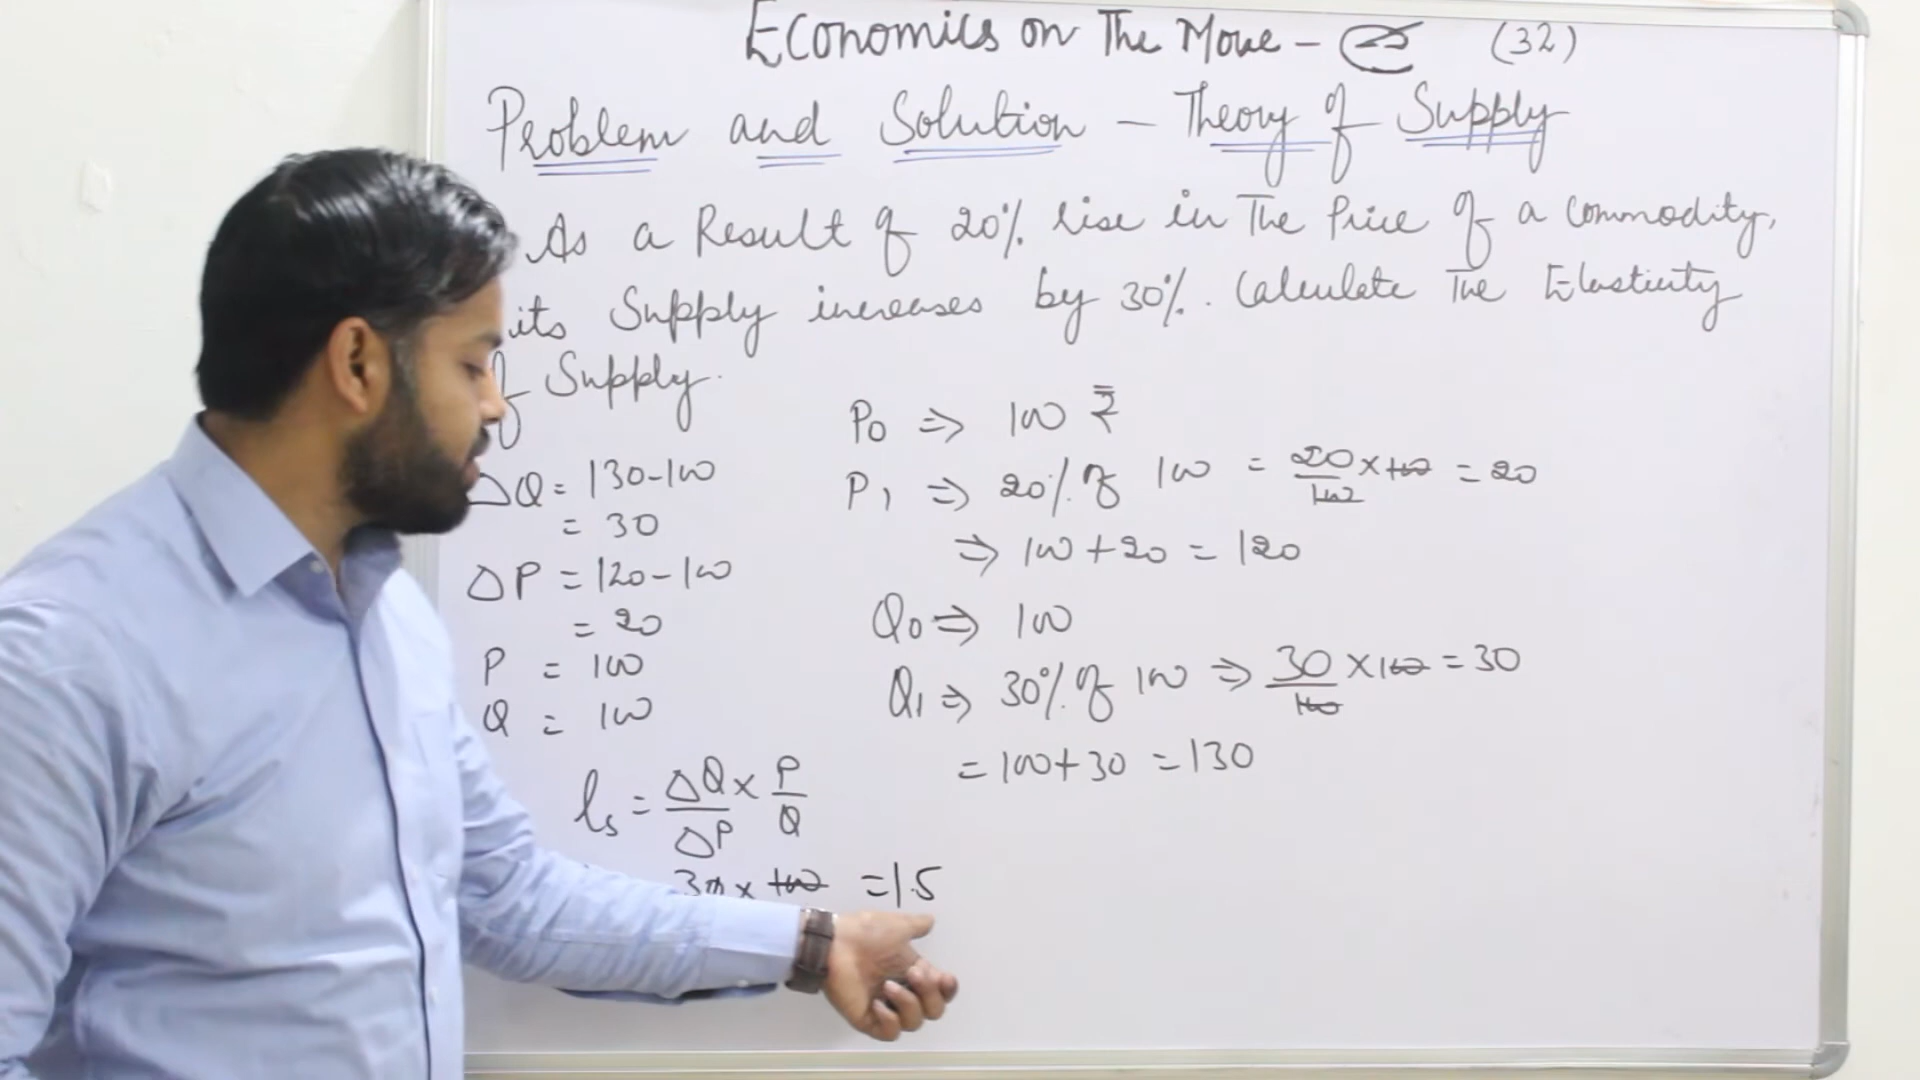 Economics on The Move - (32)
Problem and Solution - Theory of Supply
As a Result of 20% rise in The Price of a commodity,
its Supply increases by 30%. Calculate The Elasticity
of Supply.
P0 ⇒ 100 ₹
P1 ⇒ 20% of 100 = 20/100 × 100 = 20
⇒ 100 + 20 = 120
Q0 ⇒ 100
Q1 ⇒ 30% of 100 ⇒ 30/100 × 100 = 30
= 100 + 30 = 130
ΔQ = 130 - 100
= 30
ΔP = 120 - 100
= 20
P = 100
Q = 100
es = ΔQ/ΔP × P/Q
30 × 100 = 1.5